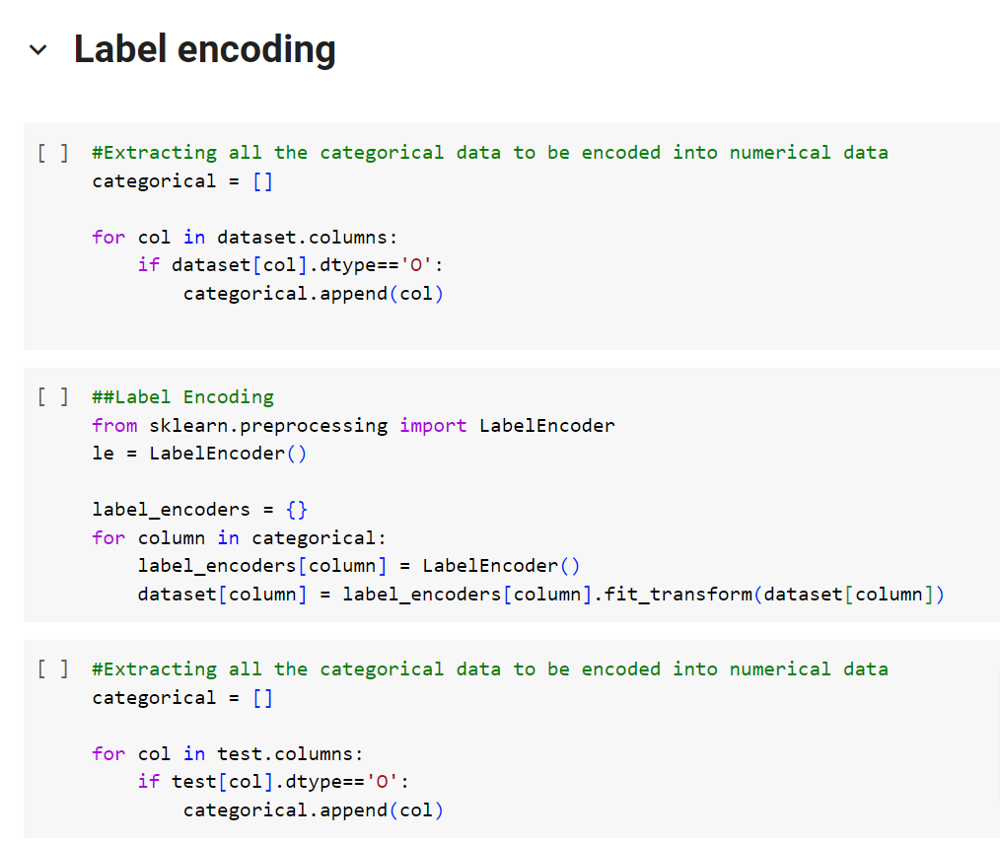 Label encoding
[ ] #Extracting all the categorical data to be encoded into numerical data
categorical = []
for col in dataset.columns:
    if dataset[col].dtype=='O':
        categorical.append(col)
[ ] ##Label Encoding
from sklearn.preprocessing import LabelEncoder
le = LabelEncoder()
label_encoders = {}
for column in categorical:
    label_encoders[column] = LabelEncoder()
    dataset[column] = label_encoders[column].fit_transform(dataset[column])
[ ] #Extracting all the categorical data to be encoded into numerical data
categorical = []
for col in test.columns:
    if test[col].dtype=='O':
        categorical.append(col)